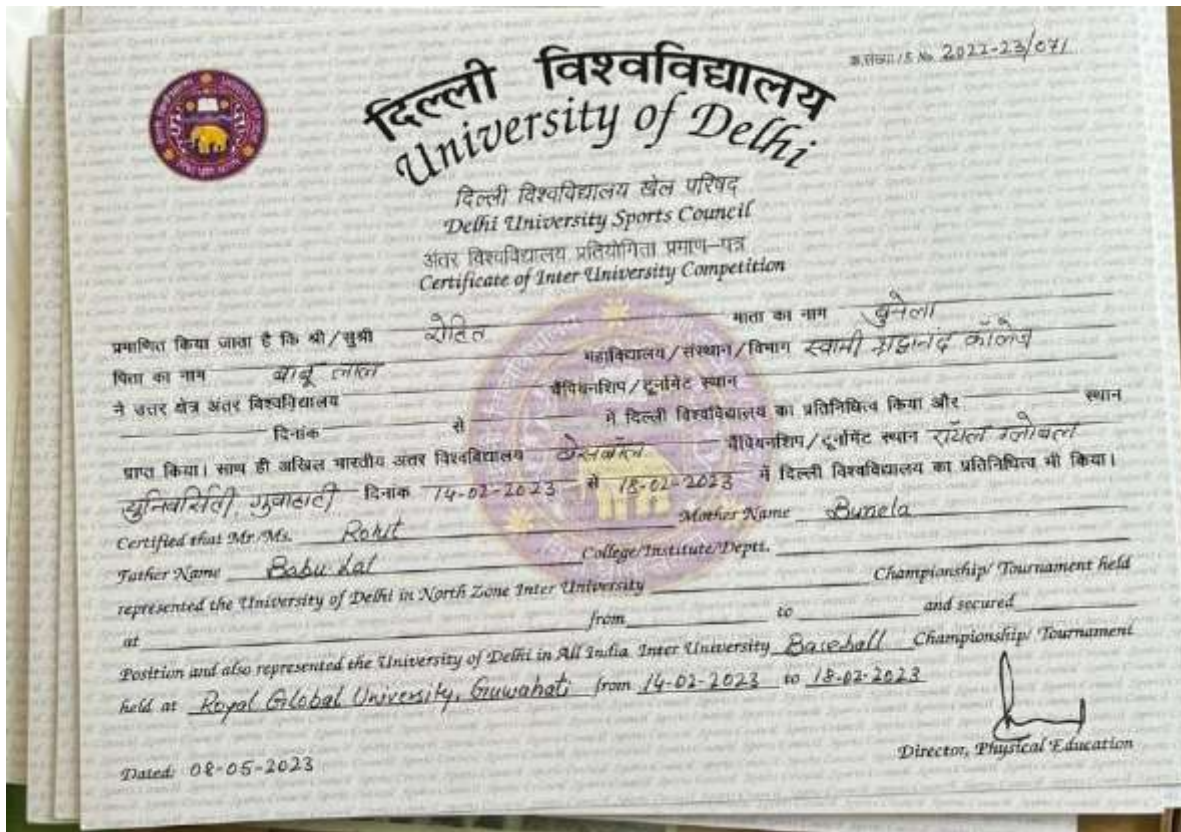 क्र.संख्या / S. No. 2022-23/071
दिल्ली विश्वविद्यालय
University of Delhi
दिल्ली विश्वविद्यालय खेल परिषद्
Delhi University Sports Council
अंतर विश्वविद्यालय प्रतियोगिता प्रमाण-पत्र
Certificate of Inter University Competition
प्रमाणित किया जाता है कि श्री/सुश्री रोहित माता का नाम बुनेला
पिता का नाम बाबू लाल महाविद्यालय/संस्थान/विभाग स्वामी श्रद्धानंद कॉलेज
ने उत्तर क्षेत्र अंतर विश्वविद्यालय चैंपियनशिप/टूर्नामेंट स्थान
दिनांक से में दिल्ली विश्वविद्यालय का प्रतिनिधित्व किया और स्थान
प्राप्त किया। साथ ही अखिल भारतीय अंतर विश्वविद्यालय बेसबॉल चैंपियनशिप/टूर्नामेंट स्थान रॉयल ग्लोबल
युनिवर्सिटी, गुवाहाटी दिनांक 14-02-2023 से 18-02-2023 में दिल्ली विश्वविद्यालय का प्रतिनिधित्व भी किया।
Certified that Mr./Ms. Rohit Mother Name Bunela
Father Name Babu Lal College/Institute/Deptt.
represented the University of Delhi in North Zone Inter University Championship/ Tournament held
at from to and secured
Position and also represented the University of Delhi in All India Inter University Baseball Championship/ Tournament
held at Royal Global University, Guwahati from 14-02-2023 to 18-02-2023
Director, Physical Education
Dated: 08-05-2023